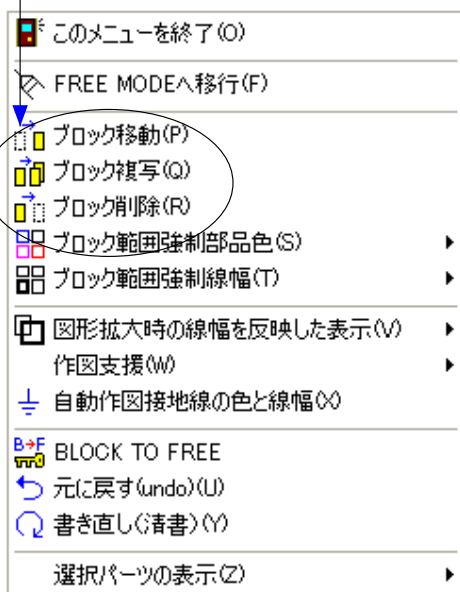 このメニューを終了(O)
FREE MODEへ移行(F)
ブロック移動(P)
ブロック複写(Q)
ブロック削除(R)
ブロック範囲強制部品色(S)
ブロック範囲強制線幅(T)
図形拡大時の線幅を反映した表示(V)
作図支援(W)
自動作図接地線の色と線幅(X)
B→F
BLOCK TO FREE
元に戻す(undo)(U)
書き直し(清書)(Y)
選択パーツの表示(Z)